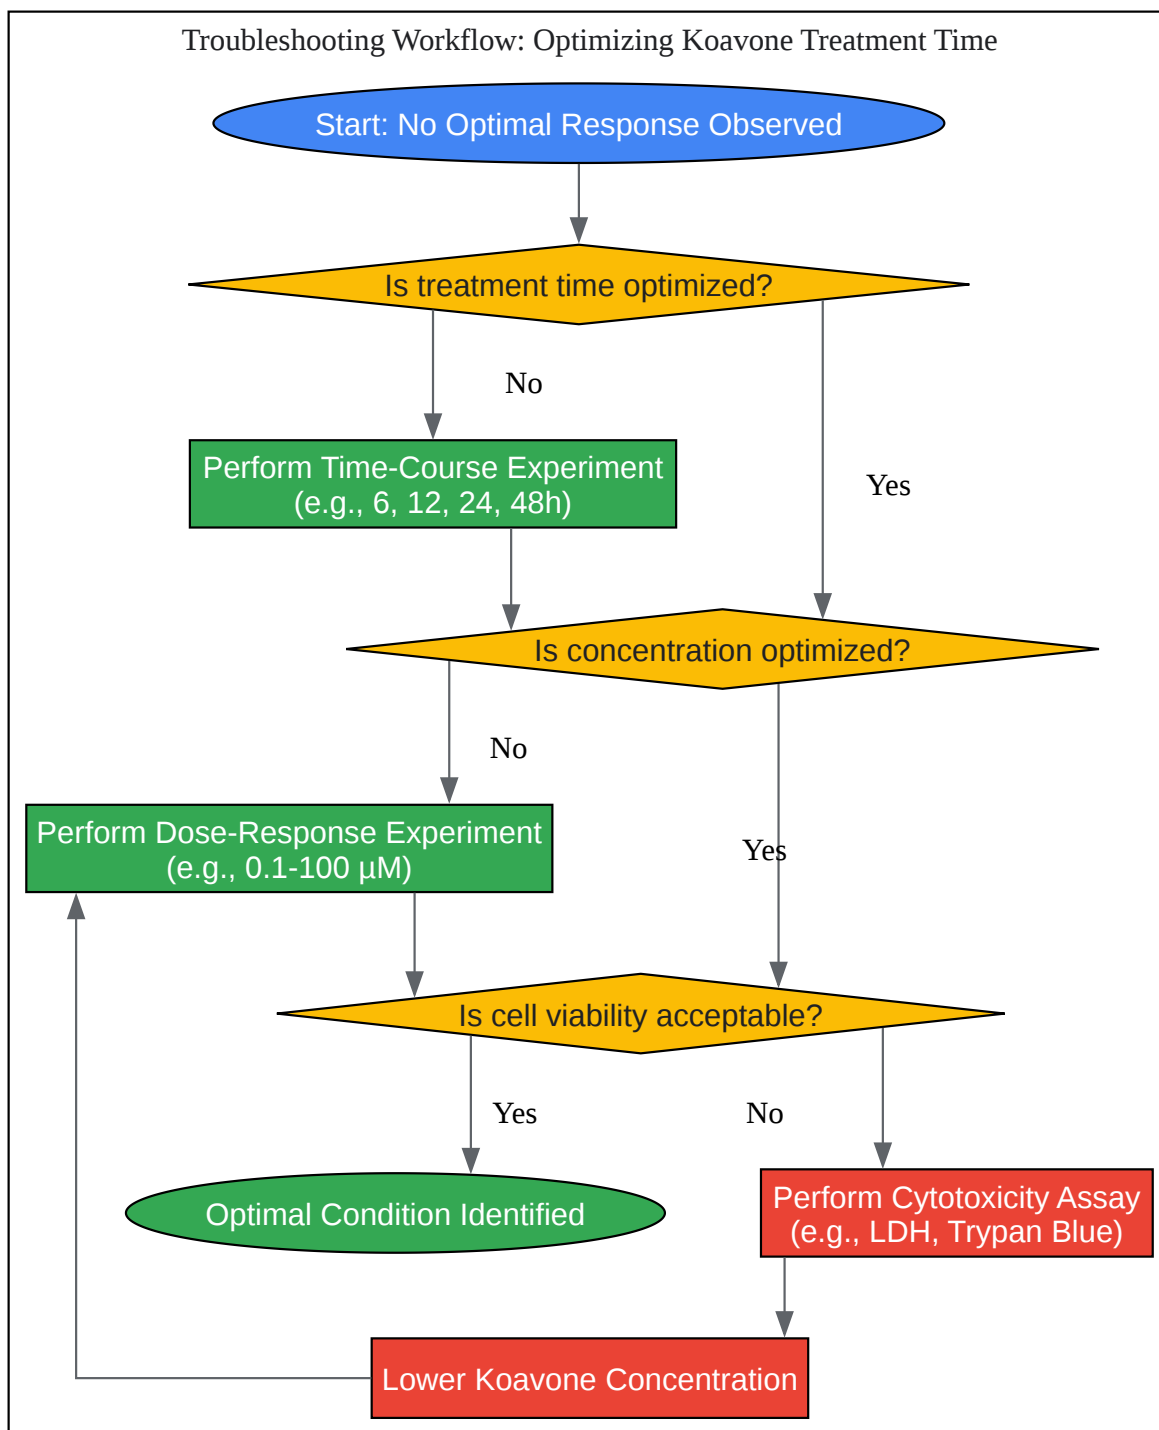 Troubleshooting Workflow: Optimizing Koavone Treatment Time
Start: No Optimal Response Observed
Is treatment time optimized?
No
Perform Time-Course Experiment
(e.g., 6, 12, 24, 48h)
Yes
Is concentration optimized?
No
Perform Dose-Response Experiment
(e.g., 0.1-100 µM)
Yes
Is cell viability acceptable?
Yes
No
Optimal Condition Identified
Perform Cytotoxicity Assay
(e.g., LDH, Trypan Blue)
Lower Koavone Concentration